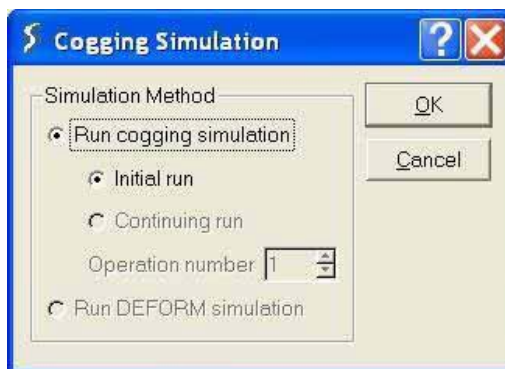 Cogging Simulation
Simulation Method
Run cogging simulation
Initial run
Continuing run
Operation number 1
Run DEFORM simulation
OK
Cancel